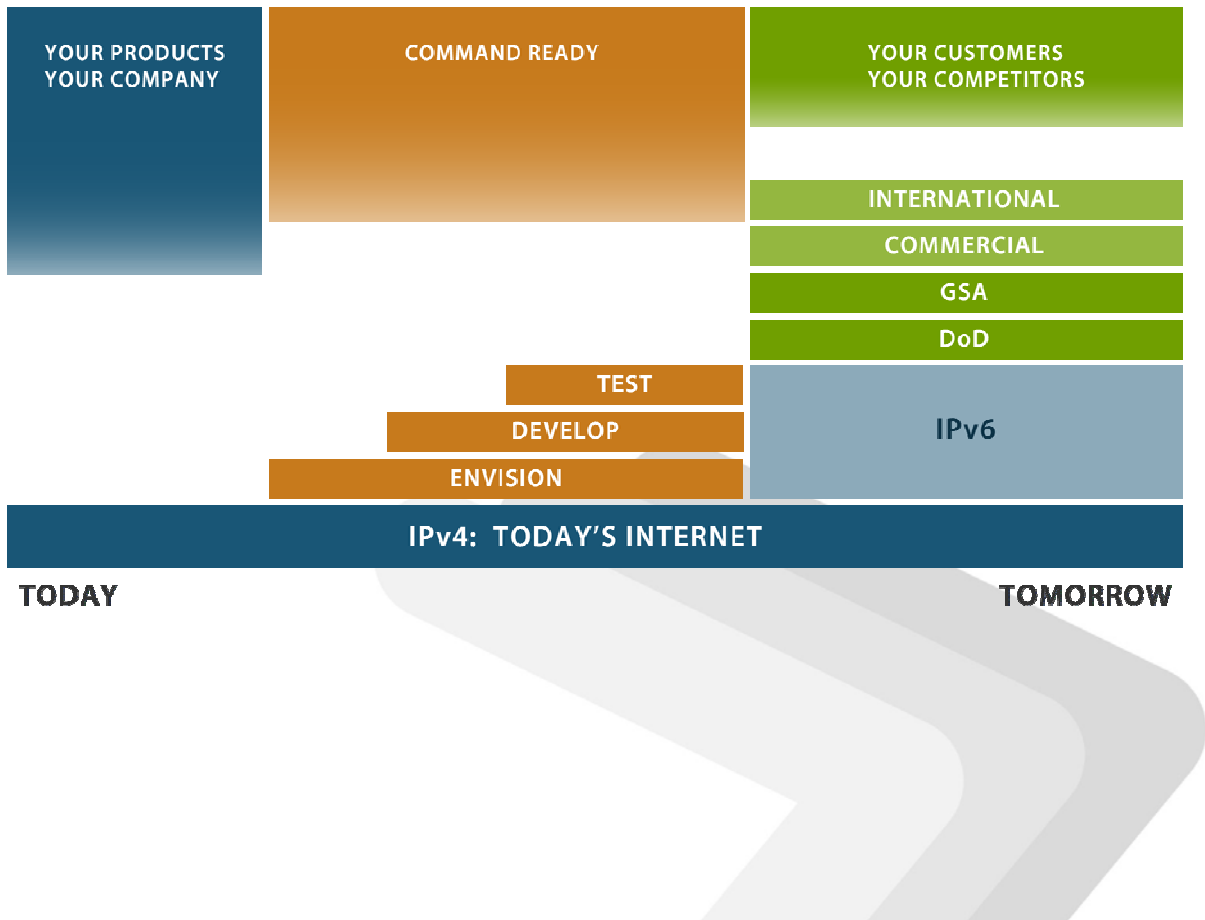 YOUR PRODUCTS
YOUR COMPANY
COMMAND READY
YOUR CUSTOMERS
YOUR COMPETITORS
INTERNATIONAL
COMMERCIAL
GSA
DoD
TEST
DEVELOP
ENVISION
IPv6
IPv4: TODAY'S INTERNET
TODAY
TOMORROW